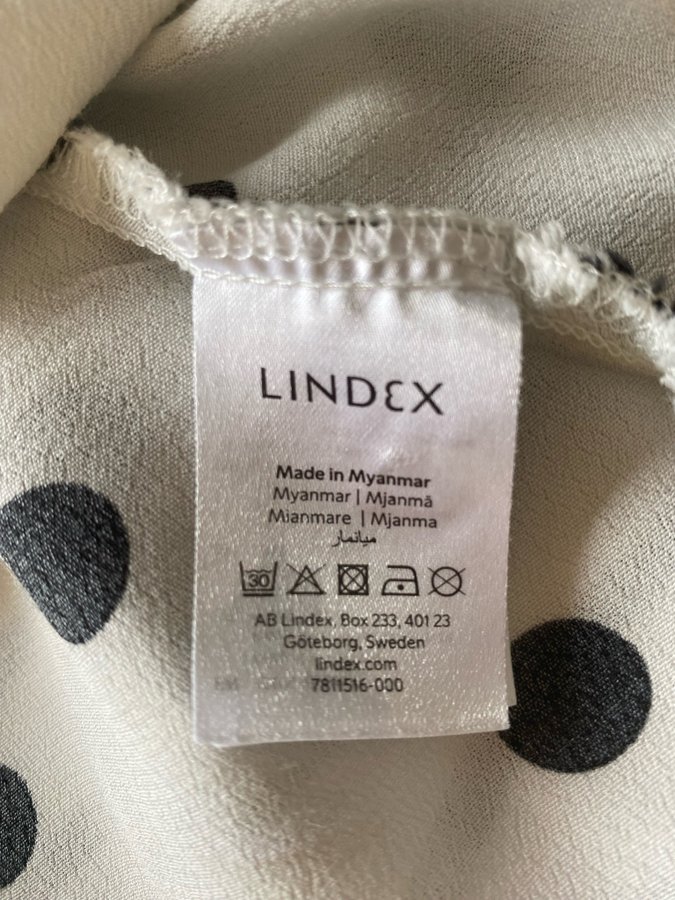 LINDEX
Made in Myanmar
Myanmar | Mjanmā
Mianmare | Mjanma
ميانمار
30
AB Lindex, Box 233, 401 23
Göteborg, Sweden
lindex.com
7811516-000